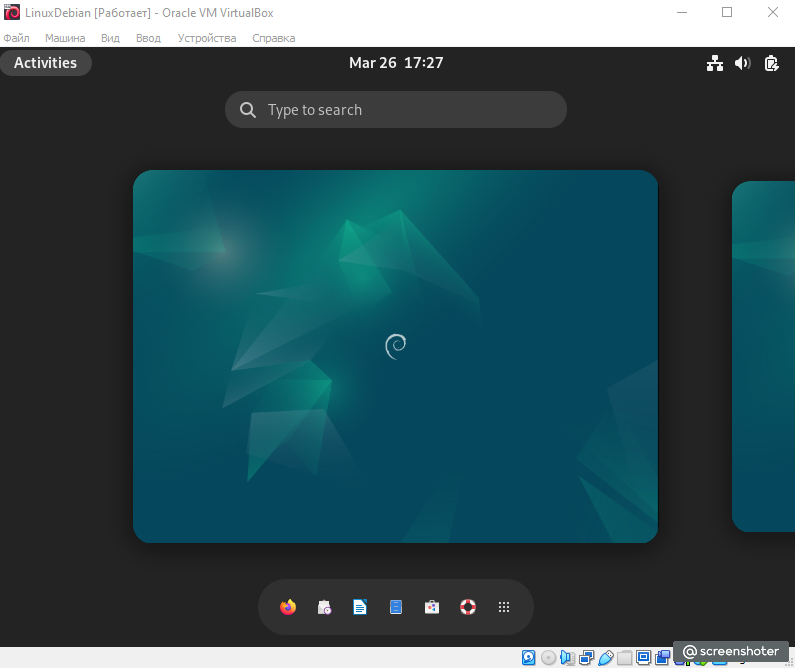 LinuxDebian [Работает] - Oracle VM VirtualBox
Файл Машина Вид Ввод Устройства Справка
Activities Mar 26 17:27
Type to search
@screenshoter